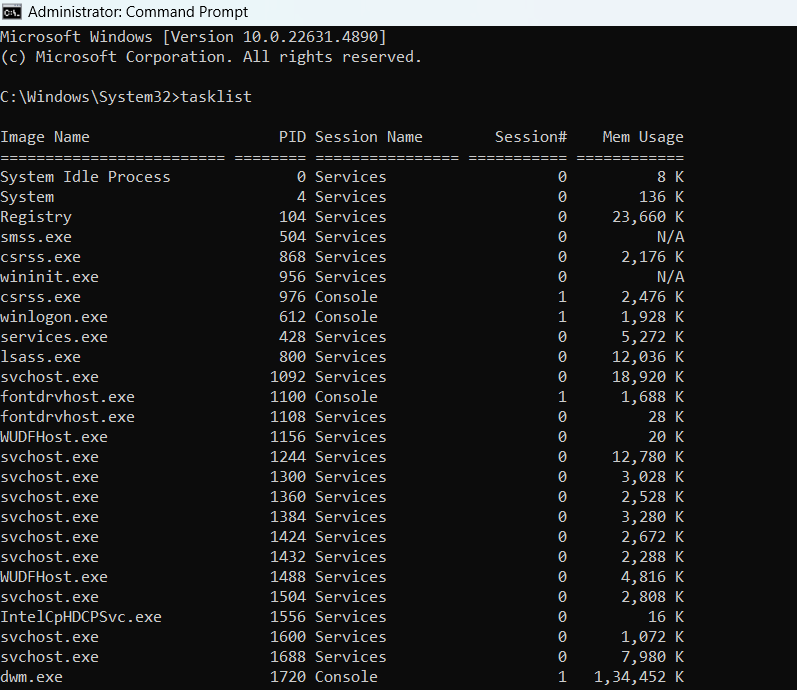 Administrator: Command Prompt
Microsoft Windows [Version 10.0.22631.4890]
(c) Microsoft Corporation. All rights reserved.
C:\Windows\System32>tasklist
Image Name                     PID Session Name        Session#    Mem Usage
========================= ======== ================ =========== ============
System Idle Process              0 Services                   0          8 K
System                           4 Services                   0        136 K
Registry                       104 Services                   0     23,660 K
smss.exe                       504 Services                   0          N/A
csrss.exe                      868 Services                   0      2,176 K
wininit.exe                    956 Services                   0          N/A
csrss.exe                      976 Console                    1      2,476 K
winlogon.exe                   612 Console                    1      1,928 K
services.exe                   428 Services                   0      5,272 K
lsass.exe                      800 Services                   0     12,036 K
svchost.exe                   1092 Services                   0     18,920 K
fontdrvhost.exe               1100 Console                    1      1,688 K
fontdrvhost.exe               1108 Services                   0         28 K
WUDFHost.exe                  1156 Services                   0         20 K
svchost.exe                   1244 Services                   0     12,780 K
svchost.exe                   1300 Services                   0      3,028 K
svchost.exe                   1360 Services                   0      2,528 K
svchost.exe                   1384 Services                   0      3,280 K
svchost.exe                   1424 Services                   0      2,672 K
svchost.exe                   1432 Services                   0      2,288 K
WUDFHost.exe                  1488 Services                   0      4,816 K
svchost.exe                   1504 Services                   0      2,808 K
IntelCpHDCPSvc.exe            1556 Services                   0         16 K
svchost.exe                   1600 Services                   0      1,072 K
svchost.exe                   1688 Services                   0      7,980 K
dwm.exe                       1720 Console                    1   1,34,452 K